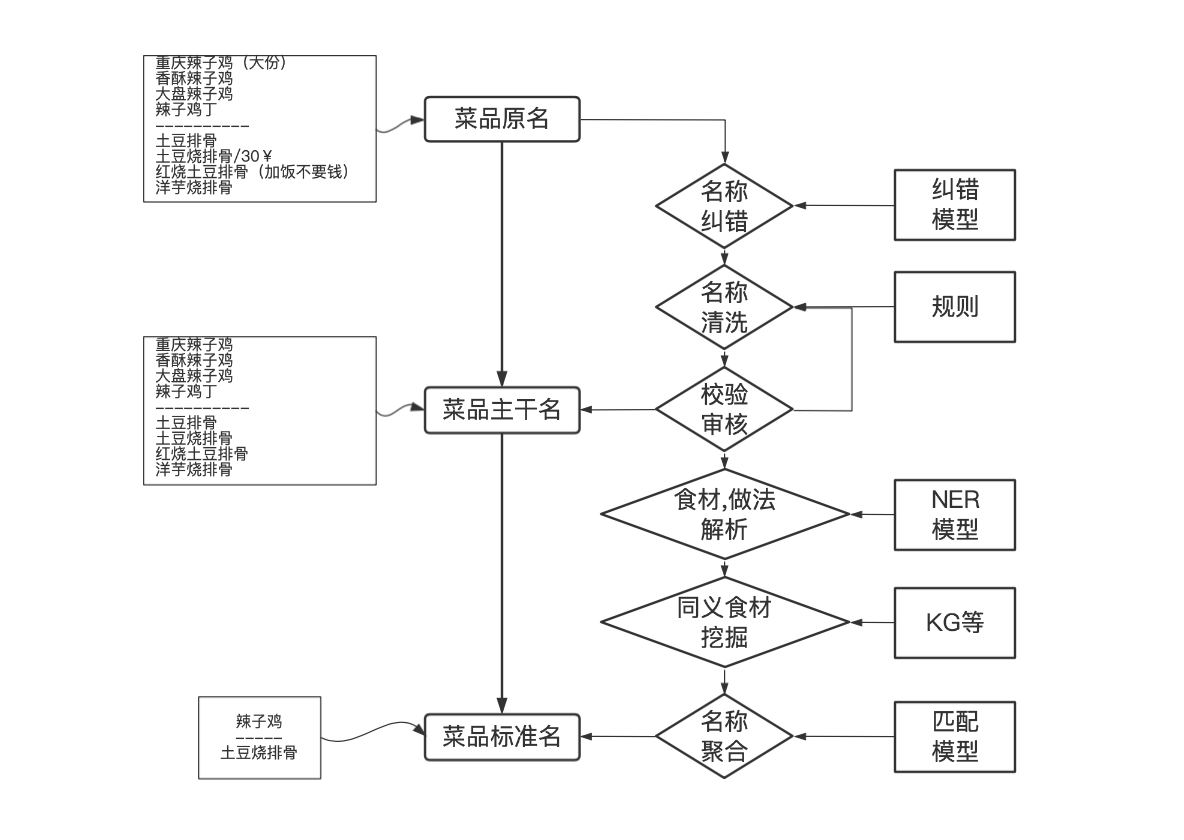 重庆辣子鸡（大份）
香酥辣子鸡
大盘辣子鸡
辣子鸡丁
----------
土豆排骨
土豆烧排骨/30￥
红烧土豆排骨（加饭不要钱）
洋芋烧排骨
菜品原名
名称
纠错
纠错
模型
名称
清洗
规则
重庆辣子鸡
香酥辣子鸡
大盘辣子鸡
辣子鸡丁
----------
土豆排骨
土豆烧排骨
红烧土豆排骨
洋芋烧排骨
菜品主干名
校验
审核
食材,做法
解析
NER
模型
同义食材
挖掘
KG等
辣子鸡
-----
土豆烧排骨
菜品标准名
名称
聚合
匹配
模型